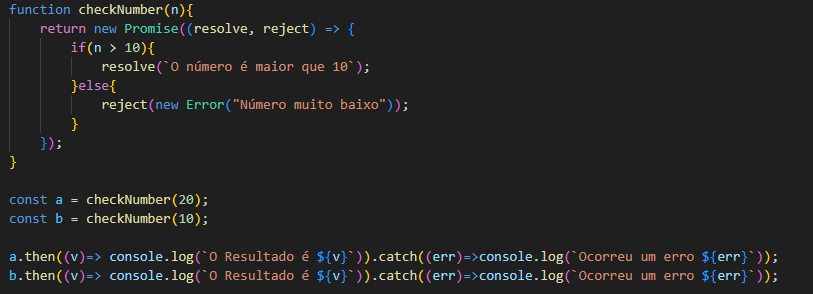 function checkNumber(n){
return new Promise((resolve, reject) => {
if(n > 10){
resolve(`O número é maior que 10`);
}else{
reject(new Error("Número muito baixo"));
}
});
}
const a = checkNumber(20);
const b = checkNumber(10);
a.then((v)=> console.log(`O Resultado é ${v}`)).catch((err)=>console.log(`Ocorreu um erro ${err}`));
b.then((v)=> console.log(`O Resultado é ${v}`)).catch((err)=>console.log(`Ocorreu um erro ${err}`));